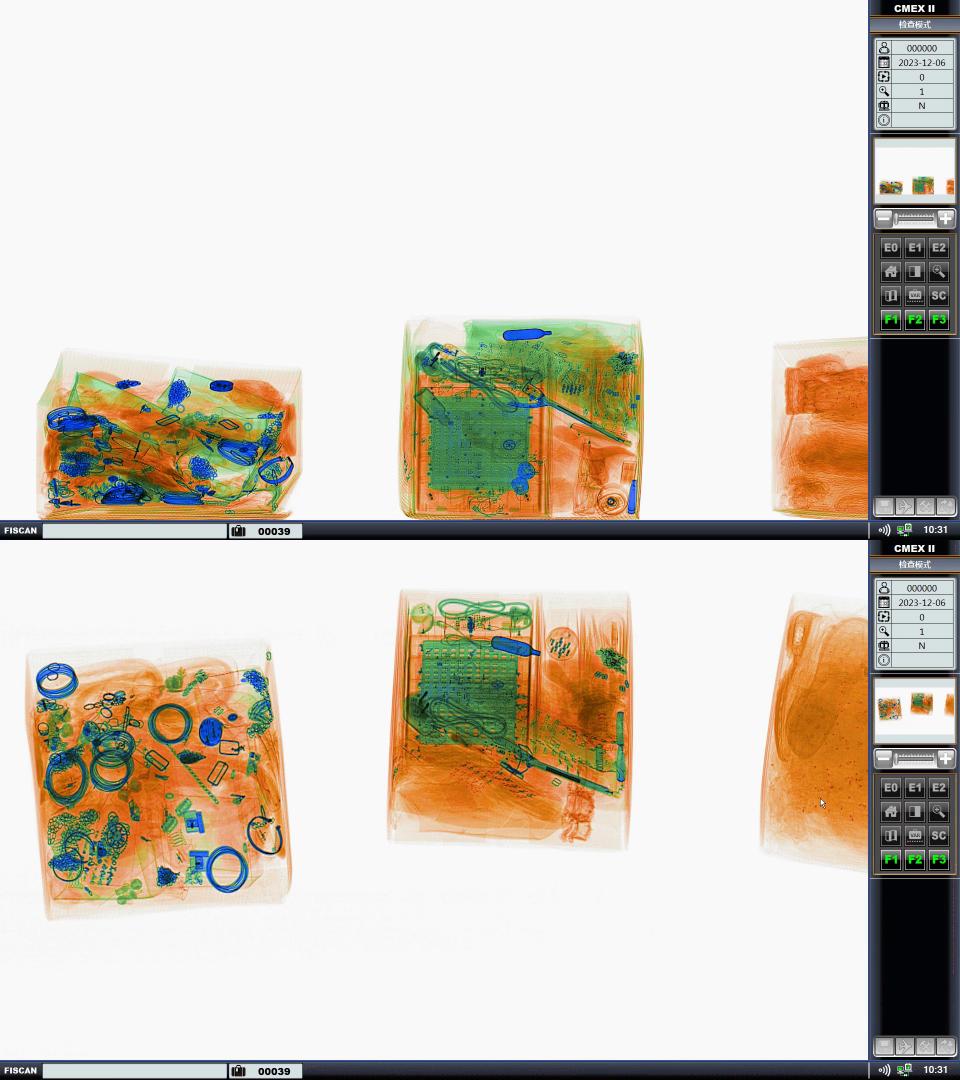 CMEX II
检查模式
000000
2023-12-06
0
1
N
E0 E1 E2
SC
F1 F2 F3
FISCAN
00039
10:31
CMEX II
检查模式
000000
2023-12-06
0
1
N
E0 E1 E2
SC
F1 F2 F3
FISCAN
00039
10:31